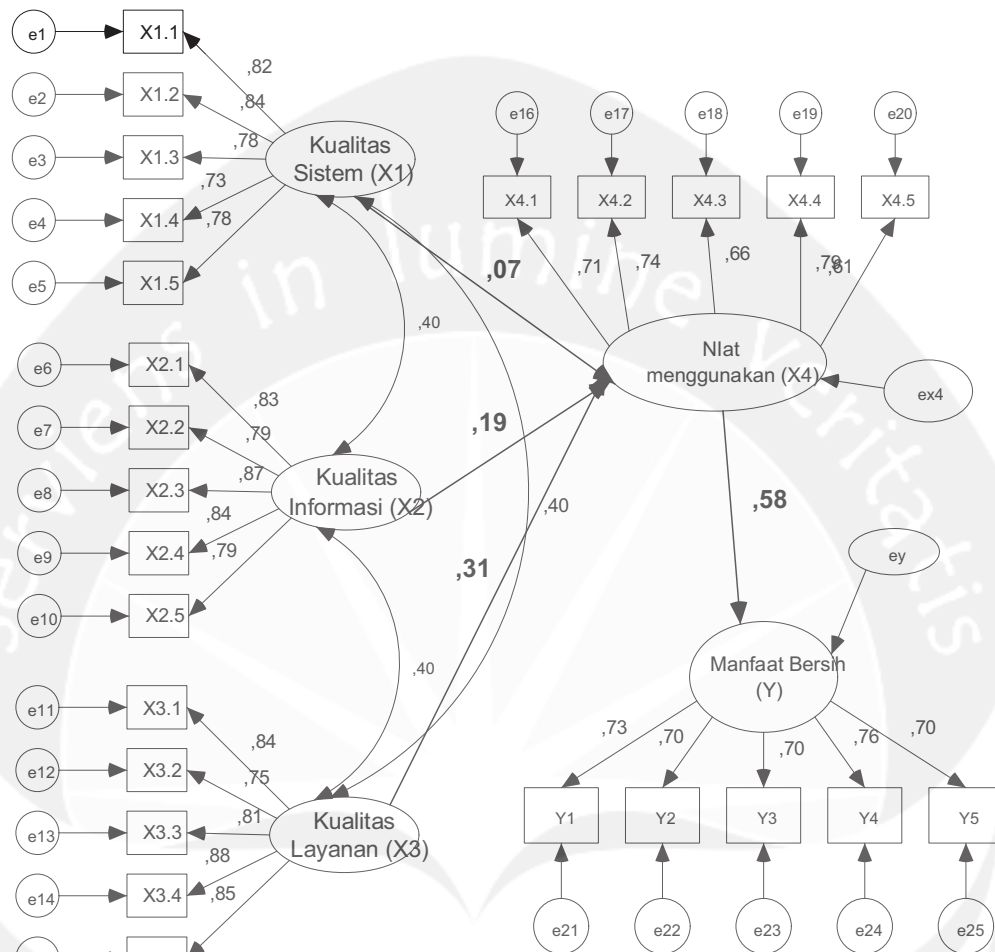 e1
X1.1
,82
e2
X1.2
,84
e3
X1.3
,78
e4
X1.4
,73
e5
X1.5
,78
Kualitas
Sistem (X1)
e16
e17
e18
e19
e20
X4.1
X4.2
X4.3
X4.4
X4.5
,71
,74
,66
,79
,61
NIat
menggunakan (X4)
ex4
,07
,40
,19
,40
,31
,58
,40
e6
X2.1
,83
e7
X2.2
,79
e8
X2.3
,87
e9
X2.4
,84
e10
X2.5
,79
Kualitas
Informasi (X2)
ey
Manfaat Bersih
(Y)
,73
,70
,70
,76
,70
Y1
Y2
Y3
Y4
Y5
e21
e22
e23
e24
e25
e11
X3.1
,84
e12
X3.2
,75
e13
X3.3
,81
e14
X3.4
,88
,85
Kualitas
Layanan (X3)
in lumine veritatis